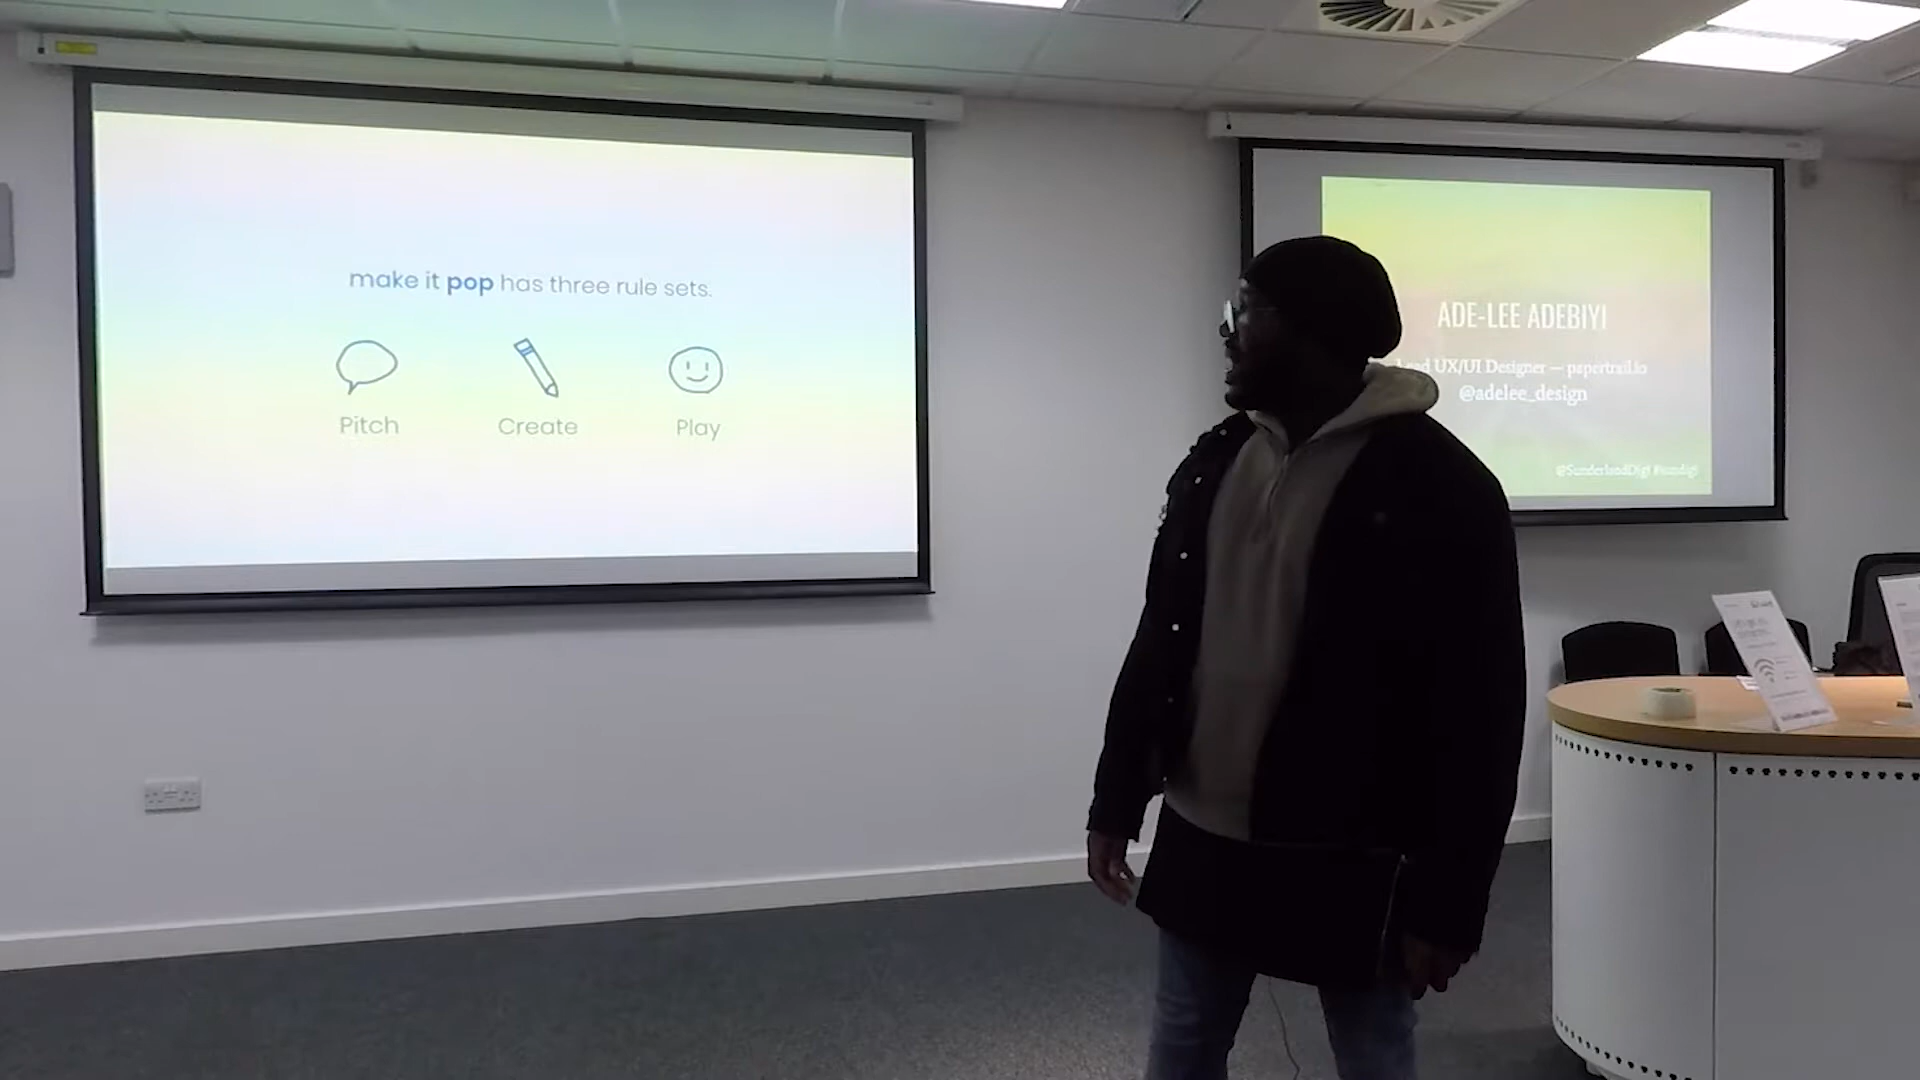 make it pop has three rule sets.
Pitch
Create
Play
ADE-LEE ADEBIYI
UX/UI Designer — papertrail.io
@adelee_design
@SunderlandDigi #sundigi